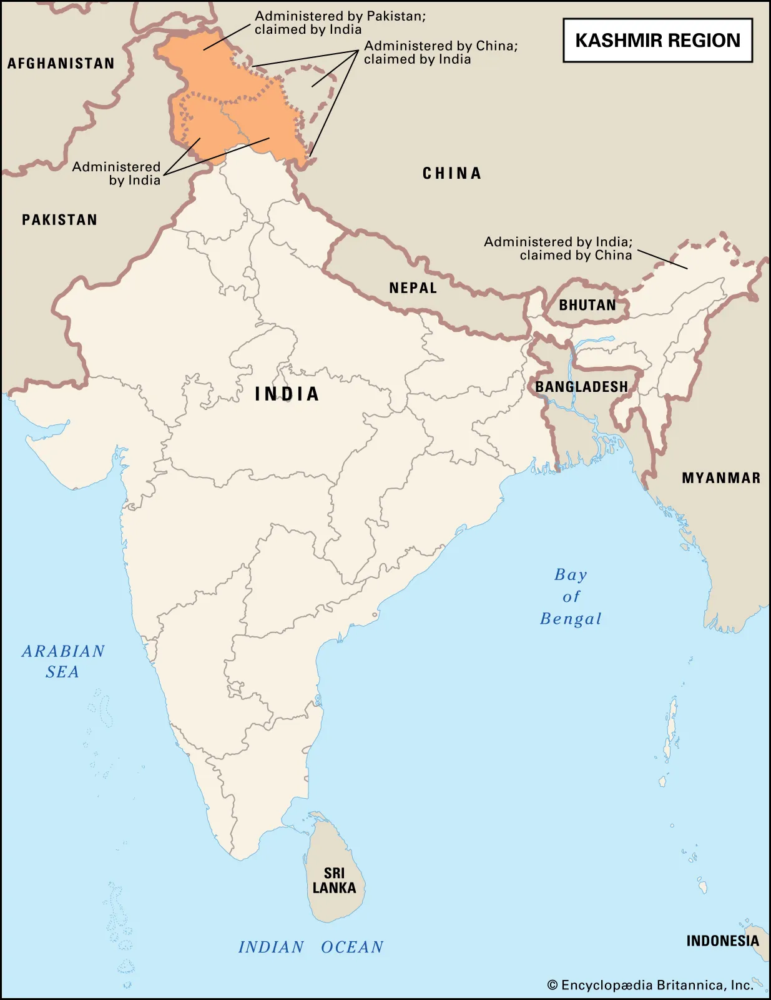 Administered by Pakistan;
claimed by India
KASHMIR REGION
Administered by China;
claimed by India
AFGHANISTAN
Administered
by India
CHINA
PAKISTAN
Administered by India;
claimed by China
NEPAL
BHUTAN
BANGLADESH
INDIA
MYANMAR
Bay
of
Bengal
ARABIAN
SEA
SRI
LANKA
INDIAN OCEAN
INDONESIA
© Encyclopædia Britannica, Inc.